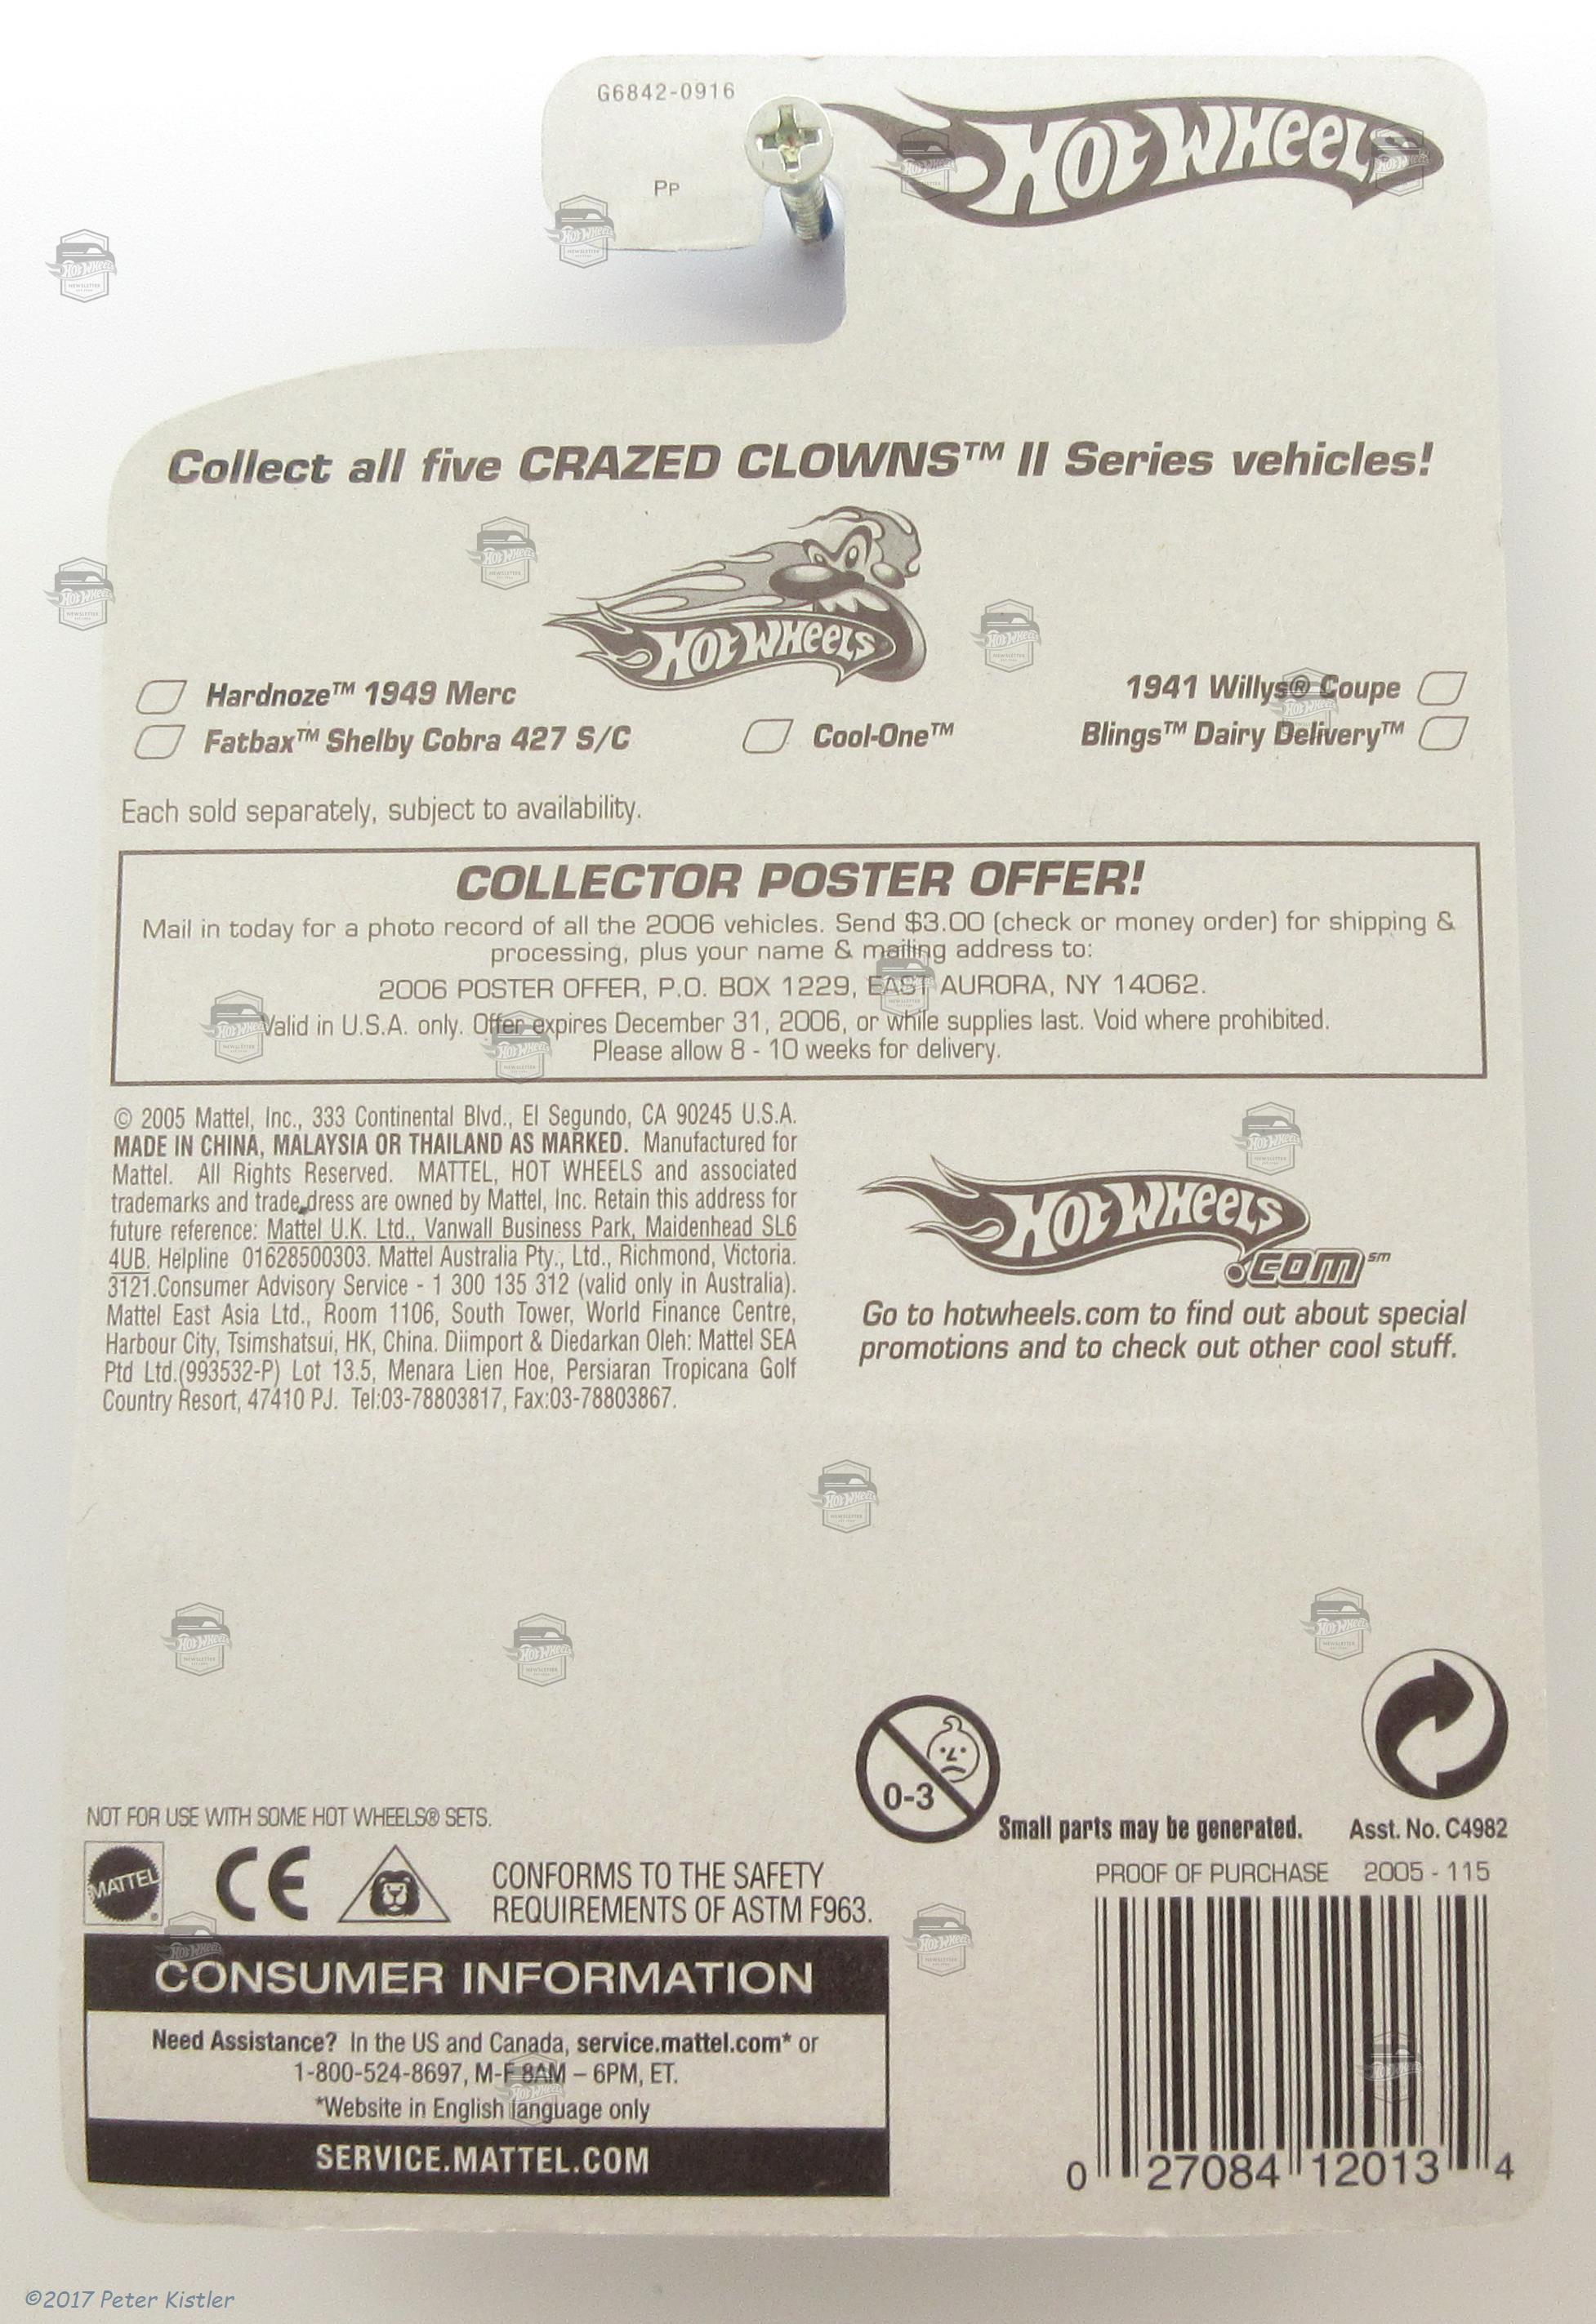 G6842-0916
Pp
HOT WHEELS
Collect all five CRAZED CLOWNS™ II Series vehicles!
HOT WHEELS
Hardnoze™ 1949 Merc
1941 Willys® Coupe
Fatbax™ Shelby Cobra 427 S/C
Cool-One™
Blings™ Dairy Delivery™
Each sold separately, subject to availability.
COLLECTOR POSTER OFFER!
Mail in today for a photo record of all the 2006 vehicles. Send $3.00 (check or money order) for shipping &
processing, plus your name & mailing address to:
2006 POSTER OFFER, P.O. BOX 1229, EAST AURORA, NY 14062.
Valid in U.S.A. only. Offer expires December 31, 2006, or while supplies last. Void where prohibited.
Please allow 8 - 10 weeks for delivery.
© 2005 Mattel, Inc., 333 Continental Blvd., El Segundo, CA 90245 U.S.A.
MADE IN CHINA, MALAYSIA OR THAILAND AS MARKED. Manufactured for
Mattel. All Rights Reserved. MATTEL, HOT WHEELS and associated
trademarks and trade dress are owned by Mattel, Inc. Retain this address for
future reference: Mattel U.K. Ltd., Vanwall Business Park, Maidenhead SL6
4UB. Helpline 01628500303. Mattel Australia Pty., Ltd., Richmond, Victoria.
3121.Consumer Advisory Service - 1 300 135 312 (valid only in Australia).
Mattel East Asia Ltd., Room 1106, South Tower, World Finance Centre,
Harbour City, Tsimshatsui, HK, China. Diimport & Diedarkan Oleh: Mattel SEA
Ptd Ltd.(993532-P) Lot 13.5, Menara Lien Hoe, Persiaran Tropicana Golf
Country Resort, 47410 PJ. Tel:03-78803817, Fax:03-78803867.
HOT WHEELS
.COM℠
Go to hotwheels.com to find out about special
promotions and to check out other cool stuff.
0-3
Small parts may be generated.
Asst. No. C4982
NOT FOR USE WITH SOME HOT WHEELS® SETS.
MATTEL®
CE
CONFORMS TO THE SAFETY
REQUIREMENTS OF ASTM F963.
PROOF OF PURCHASE 2005 - 115
CONSUMER INFORMATION
Need Assistance? In the US and Canada, service.mattel.com* or
1-800-524-8697, M-F 8AM – 6PM, ET.
*Website in English language only
SERVICE.MATTEL.COM
0 27084 12013 4
©2017 Peter Kistler